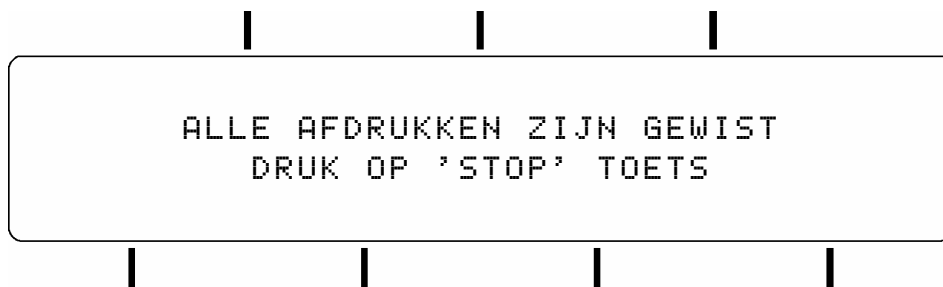 ALLE AFDRUKKEN ZIJN GEWIST
DRUK OP 'STOP' TOETS